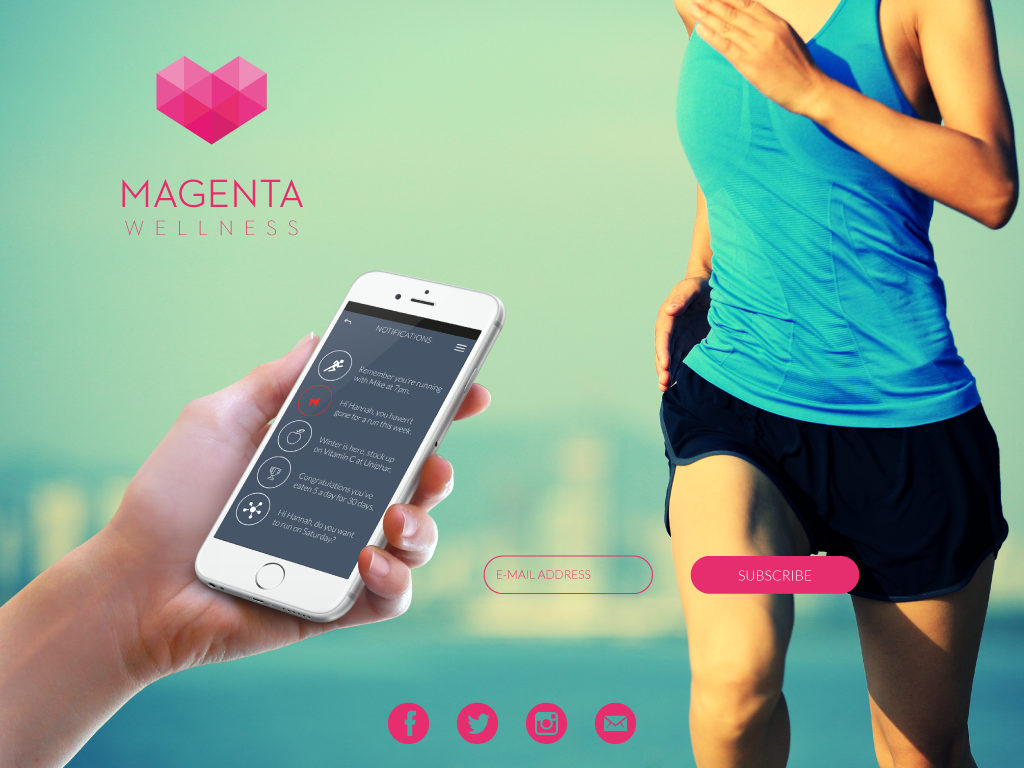 MAGENTA
WELLNESS
NOTIFICATIONS
Remember you're running
with Mike at 7pm.
Hi Hannah, you haven't
gone for a run this week.
Winter is here, stock up
on Vitamin C at Uniphar.
Congratulations you've
eaten 5 a day for 30 days.
Hi Hannah, do you want
to run on Saturday?
E-MAIL ADDRESS
SUBSCRIBE